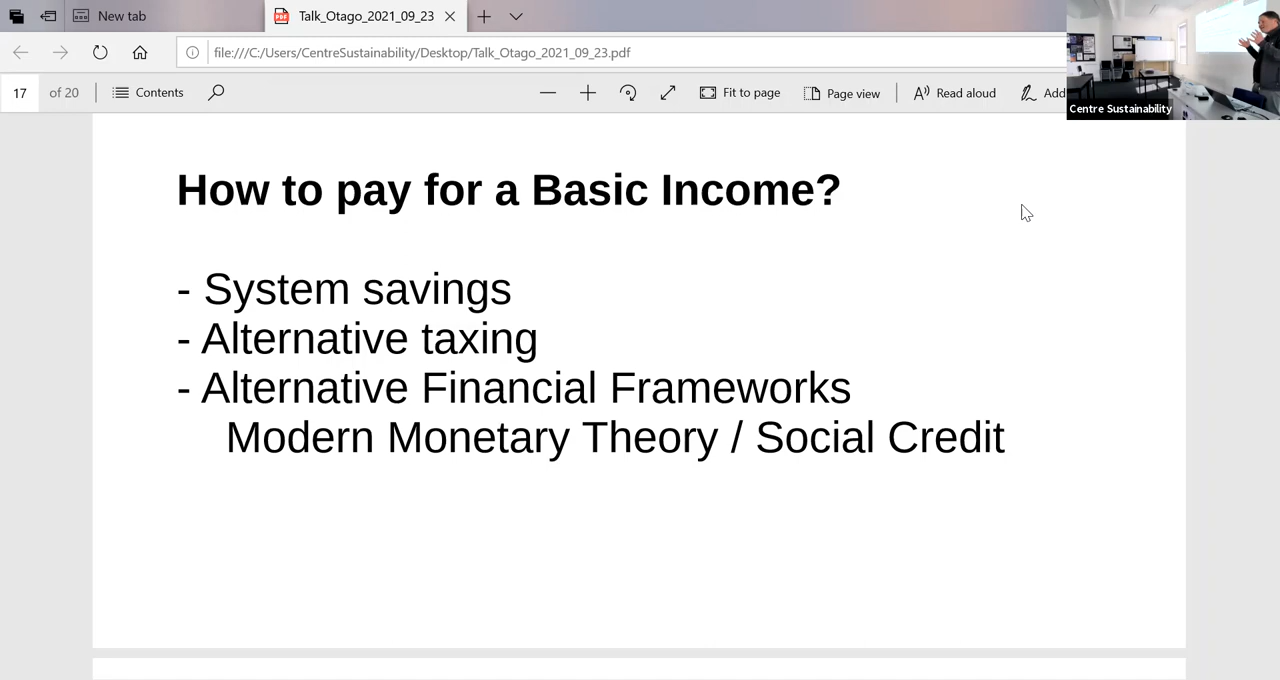 New tab
Talk_Otago_2021_09_23
file:///C:/Users/CentreSustainability/Desktop/Talk_Otago_2021_09_23.pdf
17 of 20
Contents
Fit to page
Page view
Read aloud
Add
Centre Sustainability
How to pay for a Basic Income?
- System savings
- Alternative taxing
- Alternative Financial Frameworks
Modern Monetary Theory / Social Credit